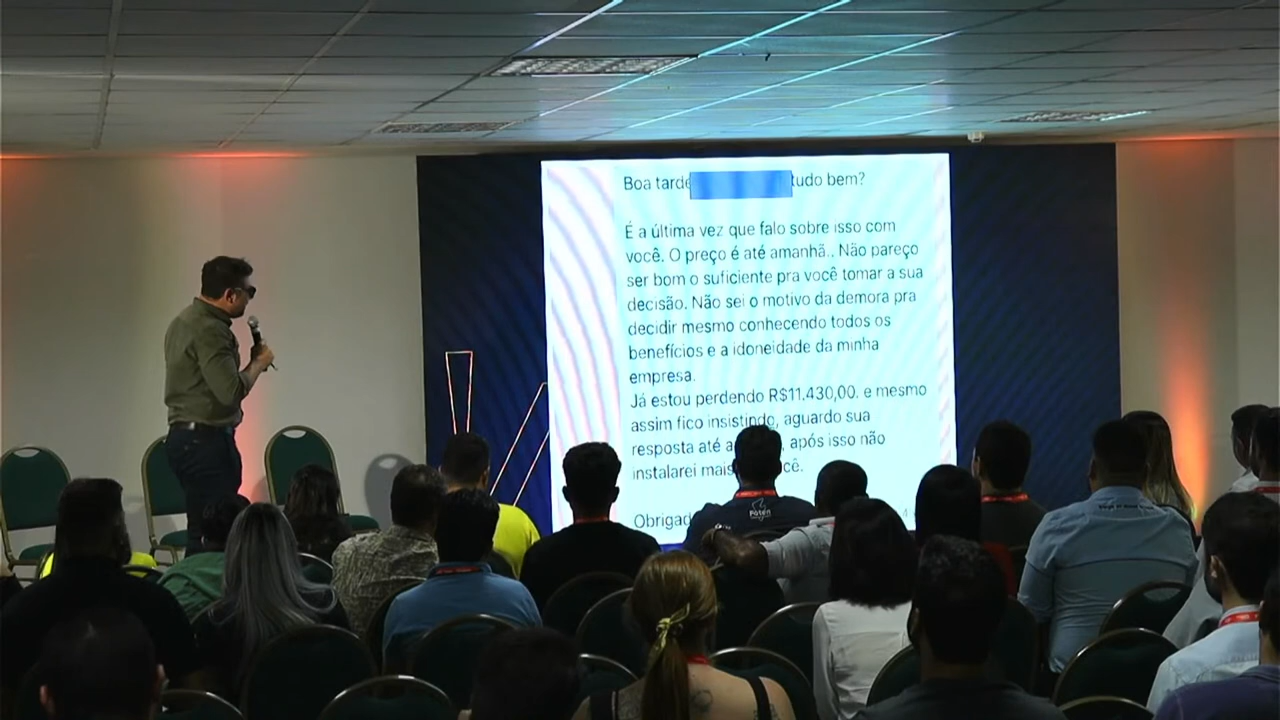 Boa tarde tudo bem?
É a última vez que falo sobre isso com
você. O preço é até amanhã.. Não pareço
ser bom o suficiente pra você tomar a sua
decisão. Não sei o motivo da demora pra
decidir mesmo conhecendo todos os
benefícios e a idoneidade da minha
empresa.
Já estou perdendo R$11.430,00. e mesmo
assim fico insistindo, aguardo sua
resposta até , após isso não
instalarei mais
Obrigad